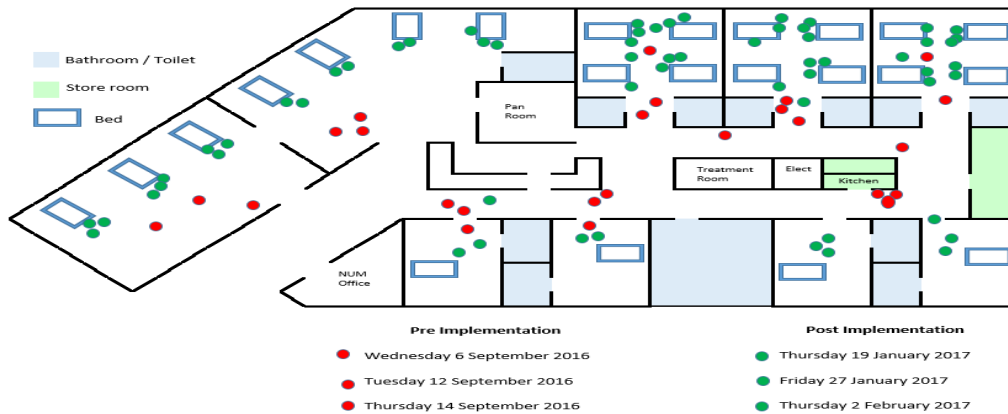 Bathroom / Toilet
Store room
Bed
Pan
Room
Treatment
Room
Elect
Kitchen
NUM
Office
Pre Implementation
Wednesday 6 September 2016
Tuesday 12 September 2016
Thursday 14 September 2016
Post Implementation
Thursday 19 January 2017
Friday 27 January 2017
Thursday 2 February 2017